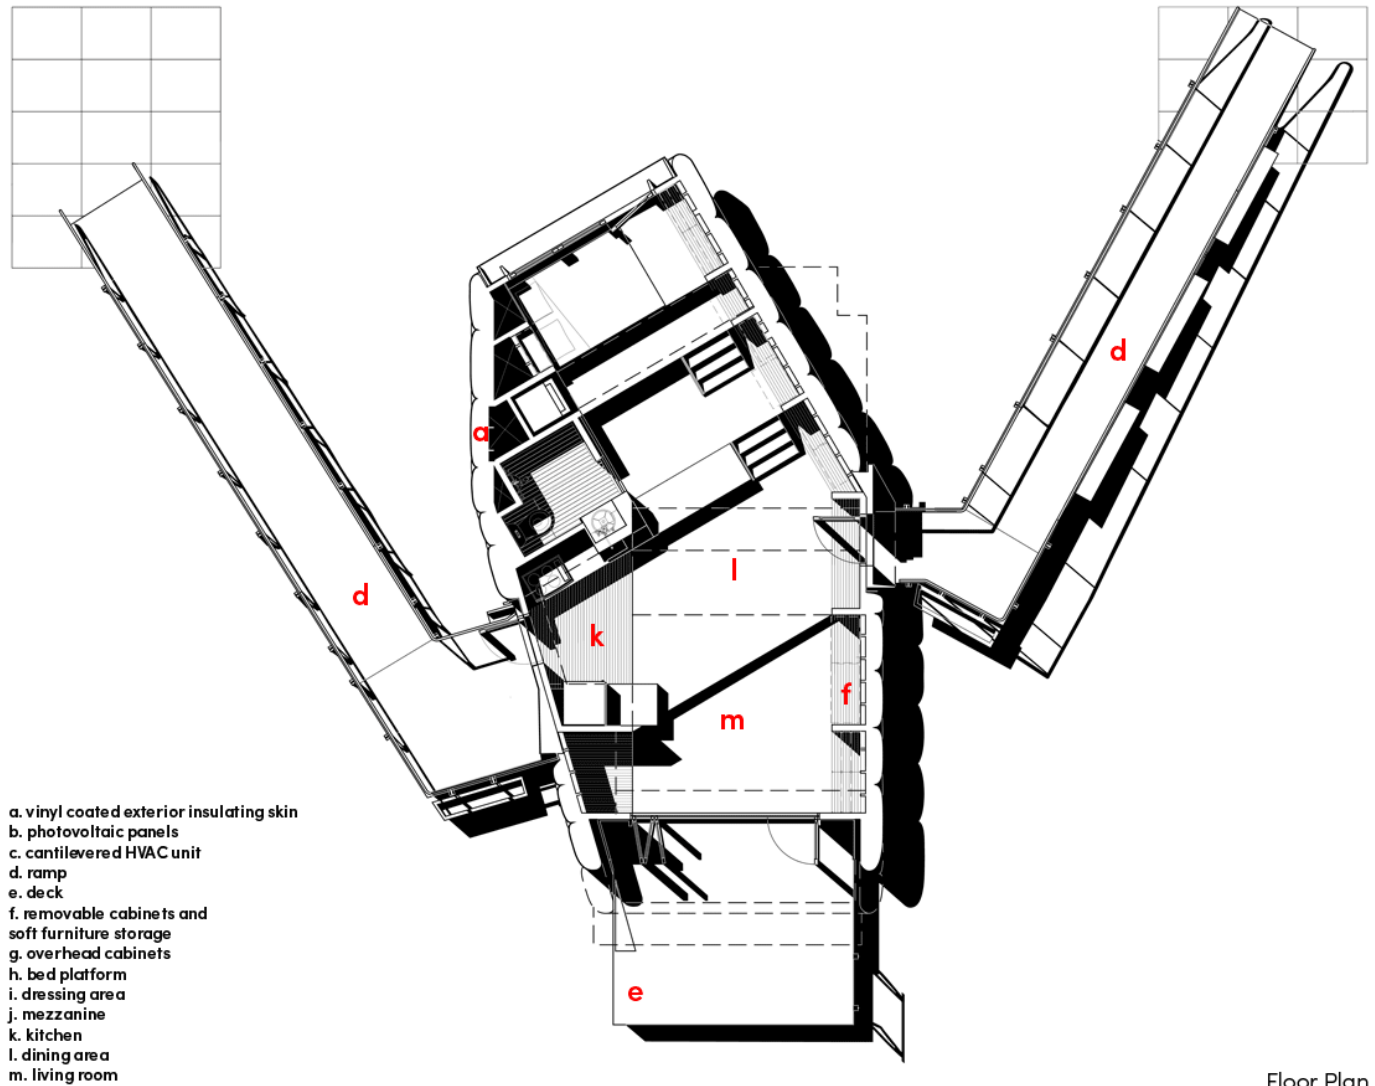 d
a
l
d
k
f
m
a. vinyl coated exterior insulating skin
b. photovoltaic panels
c. cantilevered HVAC unit
d. ramp
e. deck
f. removable cabinets and
soft furniture storage
g. overhead cabinets
h. bed platform
i. dressing area
j. mezzanine
k. kitchen
l. dining area
m. living room
e
Floor Plan